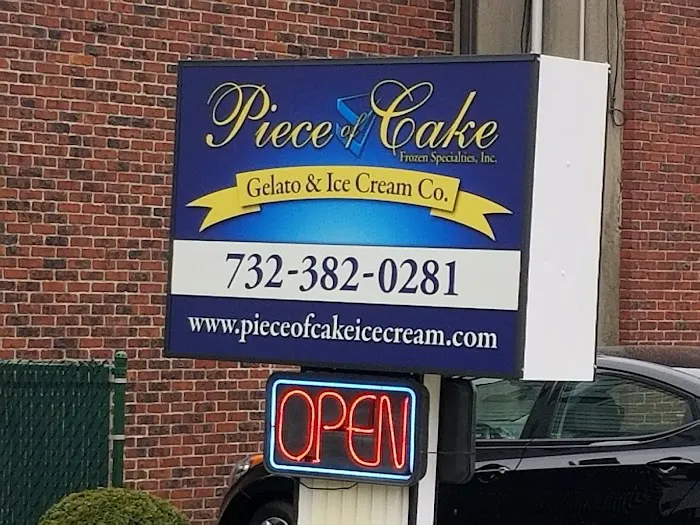 Piece of Cake
Frozen Specialties, Inc.
Gelato & Ice Cream Co.
732-382-0281
www.pieceofcakeicecream.com
OPEN